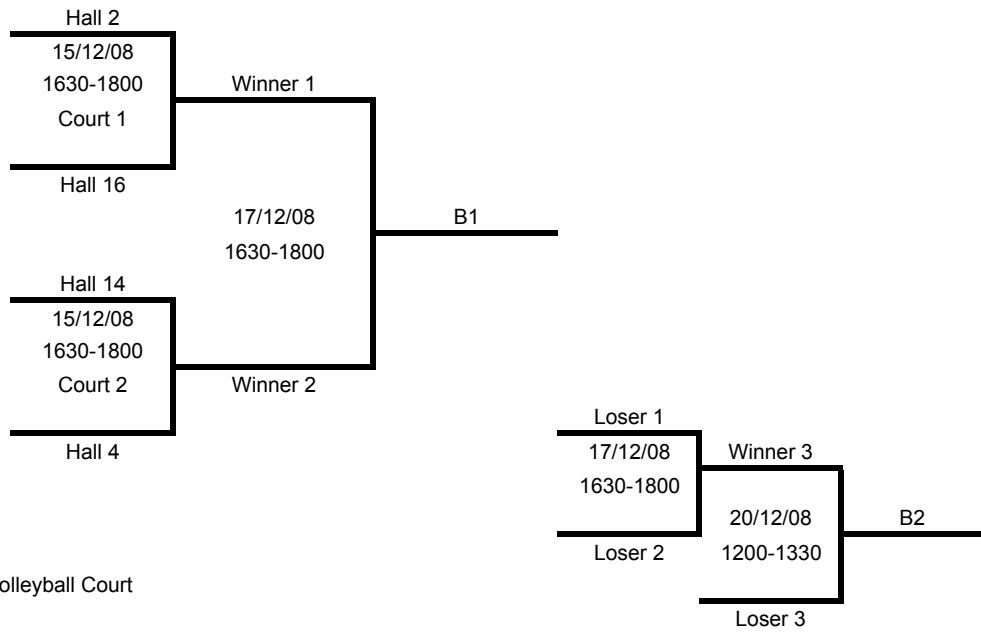 Hall 2
15/12/08
1630-1800
Court 1
Winner 1
Hall 16
17/12/08
1630-1800
B1
Hall 14
15/12/08
1630-1800
Court 2
Winner 2
Hall 4
Loser 1
17/12/08
1630-1800
Winner 3
Loser 2
20/12/08
1200-1330
B2
Loser 3
olleyball Court